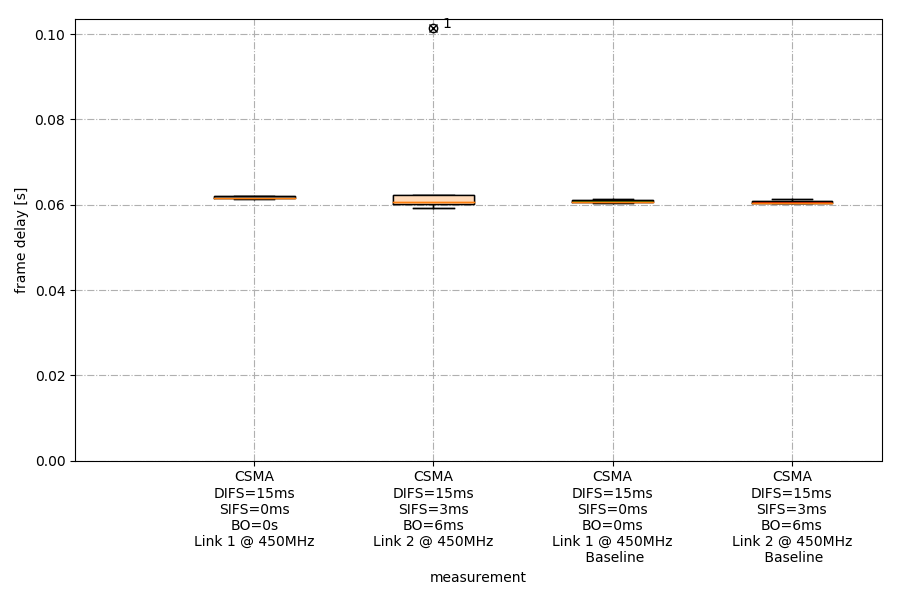 1
0.10
0.08
0.06
0.04
0.02
0.00
frame delay [s]
CSMA
DIFS=15ms
SIFS=0ms
BO=0s
Link 1 @ 450MHz
CSMA
DIFS=15ms
SIFS=3ms
BO=6ms
Link 2 @ 450MHz
CSMA
DIFS=15ms
SIFS=0ms
BO=0ms
Link 1 @ 450MHz
Baseline
CSMA
DIFS=15ms
SIFS=3ms
BO=6ms
Link 2 @ 450MHz
Baseline
measurement